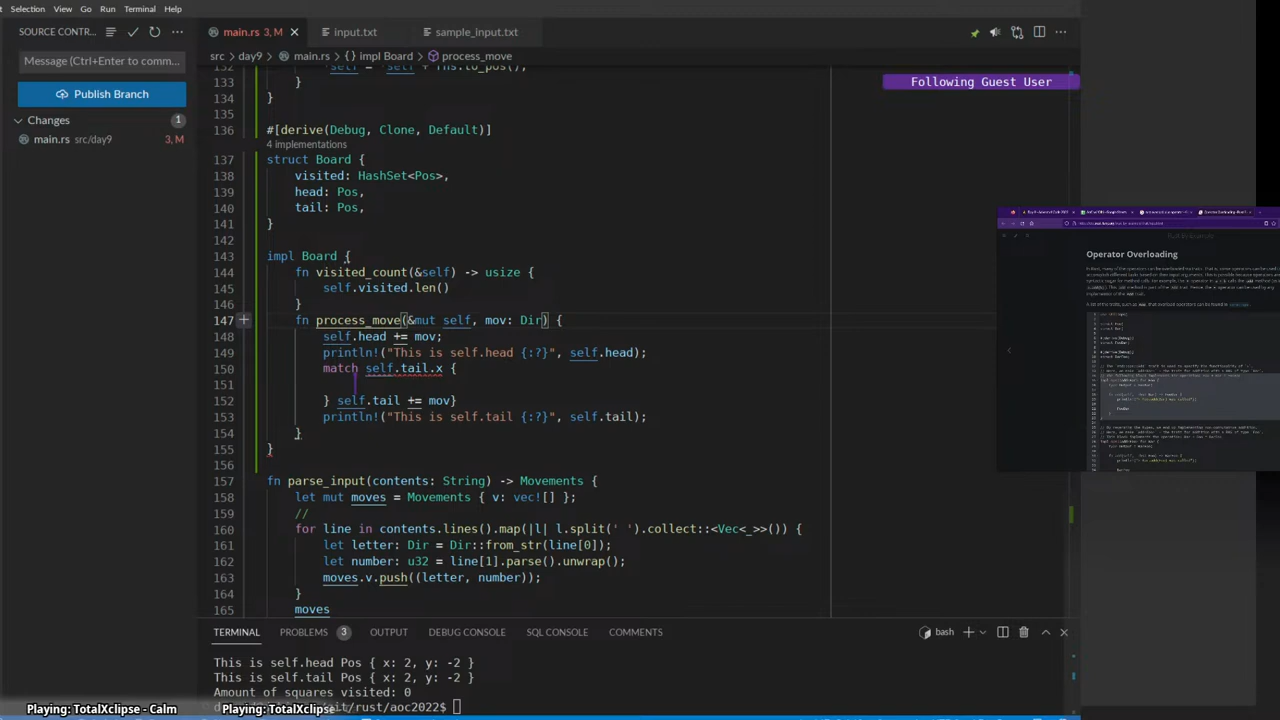 Selection View Go Run Terminal Help
SOURCE CONTR...
main.rs 3, M
input.txt
sample_input.txt
src > day9 > main.rs > {} impl Board > process_move
Message (Ctrl+Enter to comm...
Publish Branch
Changes 1
main.rs src/day9 3, M
Following Guest User
132 *self = *self + rhs.to_pos();
133 }
134 }
135
136 #[derive(Debug, Clone, Default)]
4 implementations
137 struct Board {
138 visited: HashSet<Pos>,
139 head: Pos,
140 tail: Pos,
141 }
142
143 impl Board {
144 fn visited_count(&self) -> usize {
145 self.visited.len()
146 }
147 fn process_move(&mut self, mov: Dir) {
148 self.head += mov;
149 println!("This is self.head {:?}", self.head);
150 match self.tail.x {
151
152 } self.tail += mov}
153 println!("This is self.tail {:?}", self.tail);
154 }
155 }
156
157 fn parse_input(contents: String) -> Movements {
158 let mut moves = Movements { v: vec![] };
159 //
160 for line in contents.lines().map(|l| l.split(' ').collect::<Vec<_>>()) {
161 let letter: Dir = Dir::from_str(line[0]);
162 let number: u32 = line[1].parse().unwrap();
163 moves.v.push((letter, number));
164 }
165 moves
Operator Overloading
TERMINAL PROBLEMS 3 OUTPUT DEBUG CONSOLE SQL CONSOLE COMMENTS
bash
This is self.head Pos { x: 2, y: -2 }
This is self.tail Pos { x: 2, y: -2 }
Amount of squares visited: 0
/rust/aoc2022$
Playing: TotalXclipse - Calm
Playing: TotalXclipse